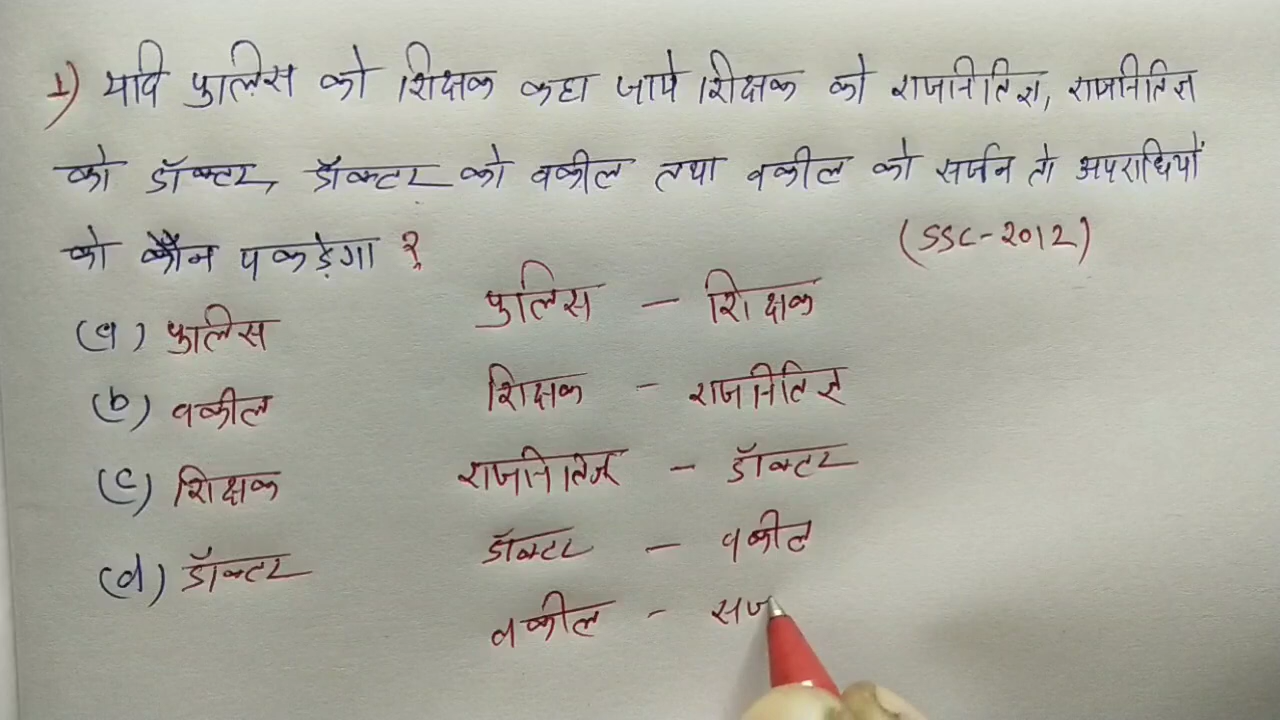 1) यदि पुलिस को शिक्षक कहा जाये शिक्षक को राजनितिज्ञ, राजनितिज्ञ
को डॉक्टर, डॉक्टर को वकील तथा वकील को सर्जन तो अपराधियों
को कौन पकड़ेगा ?
(SSC-2012)
(a) पुलिस
(b) वकील
(c) शिक्षक
(d) डॉक्टर
पुलिस – शिक्षक
शिक्षक – राजनितिज्ञ
राजनितिज्ञ – डॉक्टर
डॉक्टर – वकील
वकील – सज